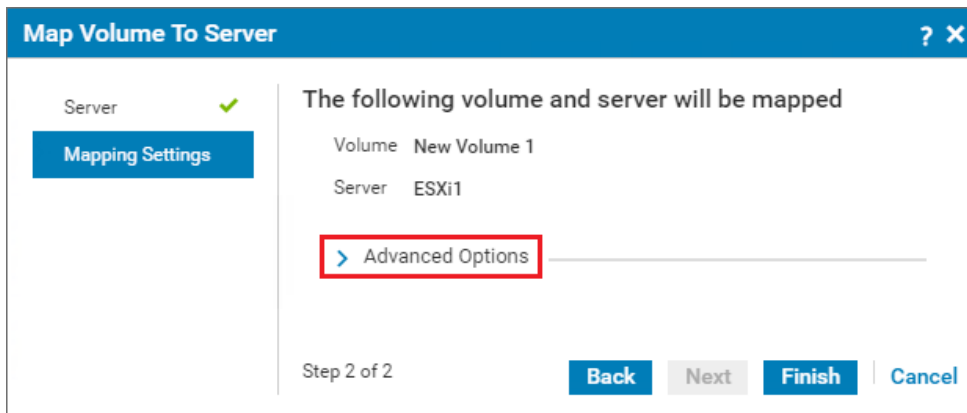 Map Volume To Server ?
Server
Mapping Settings
The following volume and server will be mapped
Volume New Volume 1
Server ESXi1
Advanced Options
Step 2 of 2
Back Next Finish Cancel